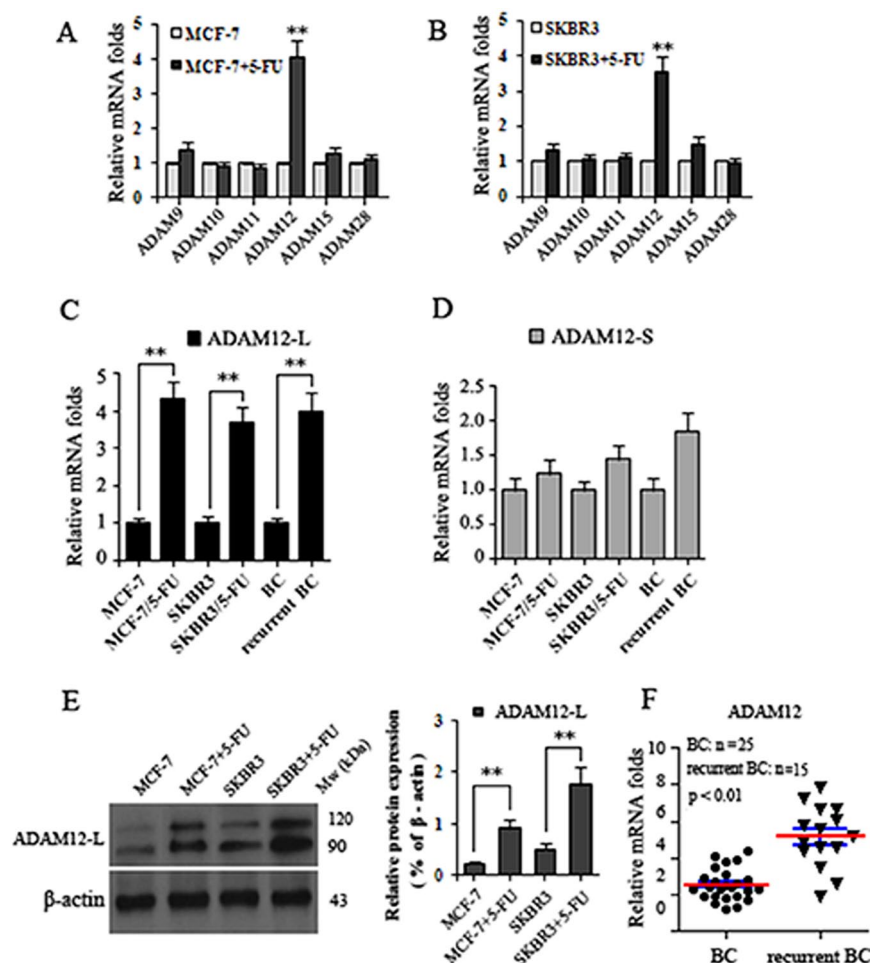 A
Relative mRNA folds
5
4
3
2
1
0
MCF-7
MCF-7+5-FU
**
ADAM9
ADAM10
ADAM11
ADAM12
ADAM15
ADAM28
B
Relative mRNA folds
5
4
3
2
1
0
SKBR3
SKBR3+5-FU
**
ADAM9
ADAM10
ADAM11
ADAM12
ADAM15
ADAM28
C
ADAM12-L
Relative mRNA folds
5
4
3
2
1
0
**
**
**
MCF-7
MCF-7/5-FU
SKBR3
SKBR3/5-FU
BC
recurrent BC
D
ADAM12-S
Relative mRNA folds
2.5
2.0
1.5
1.0
0.5
0
MCF-7
MCF-7/5-FU
SKBR3
SKBR3/5-FU
BC
recurrent BC
E
MCF-7
MCF-7+5-FU
SKBR3
SKBR3+5-FU
Mw (kDa)
ADAM12-L
120
90
β-actin
43
ADAM12-L
Relative protein expression
( % of β - actin )
3
2
1
0
**
**
MCF-7
MCF-7+5-FU
SKBR3
SKBR3+5-FU
F
ADAM12
Relative mRNA folds
10
8
6
4
2
0
BC: n=25
recurrent BC: n=15
p < 0.01
BC
recurrent BC